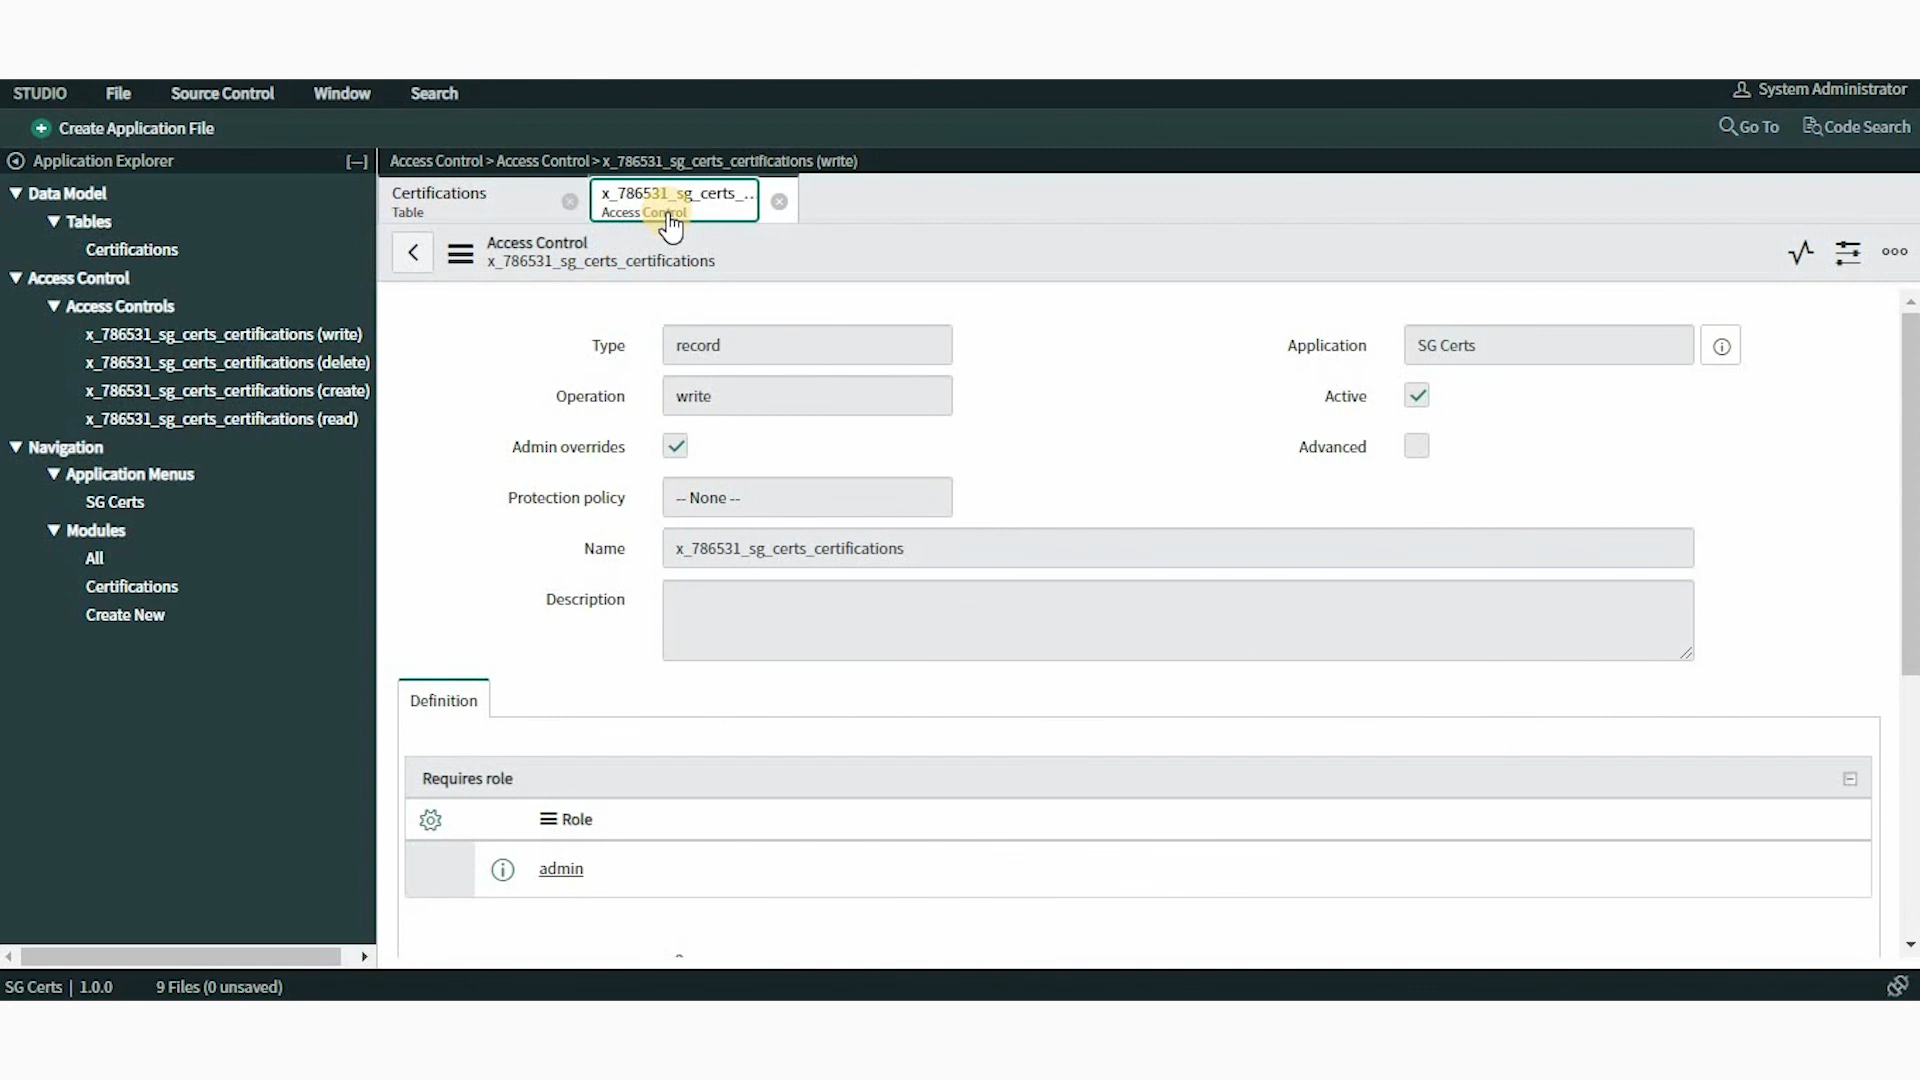 STUDIO File Source Control Window Search
System Administrator
Create Application File
Go To Code Search
Application Explorer [—]
Access Control > Access Control > x_786531_sg_certs_certifications (write)
Data Model
Tables
Certifications
Access Control
Access Controls
x_786531_sg_certs_certifications (write)
x_786531_sg_certs_certifications (delete)
x_786531_sg_certs_certifications (create)
x_786531_sg_certs_certifications (read)
Navigation
Application Menus
SG Certs
Modules
All
Certifications
Create New
Certifications
Table
x_786531_sg_certs_...
Access Control
Access Control
x_786531_sg_certs_certifications
Type record
Application SG Certs
Operation write
Active
Admin overrides
Advanced
Protection policy -- None --
Name x_786531_sg_certs_certifications
Description
Definition
Requires role
Role
admin
SG Certs | 1.0.0 9 Files (0 unsaved)